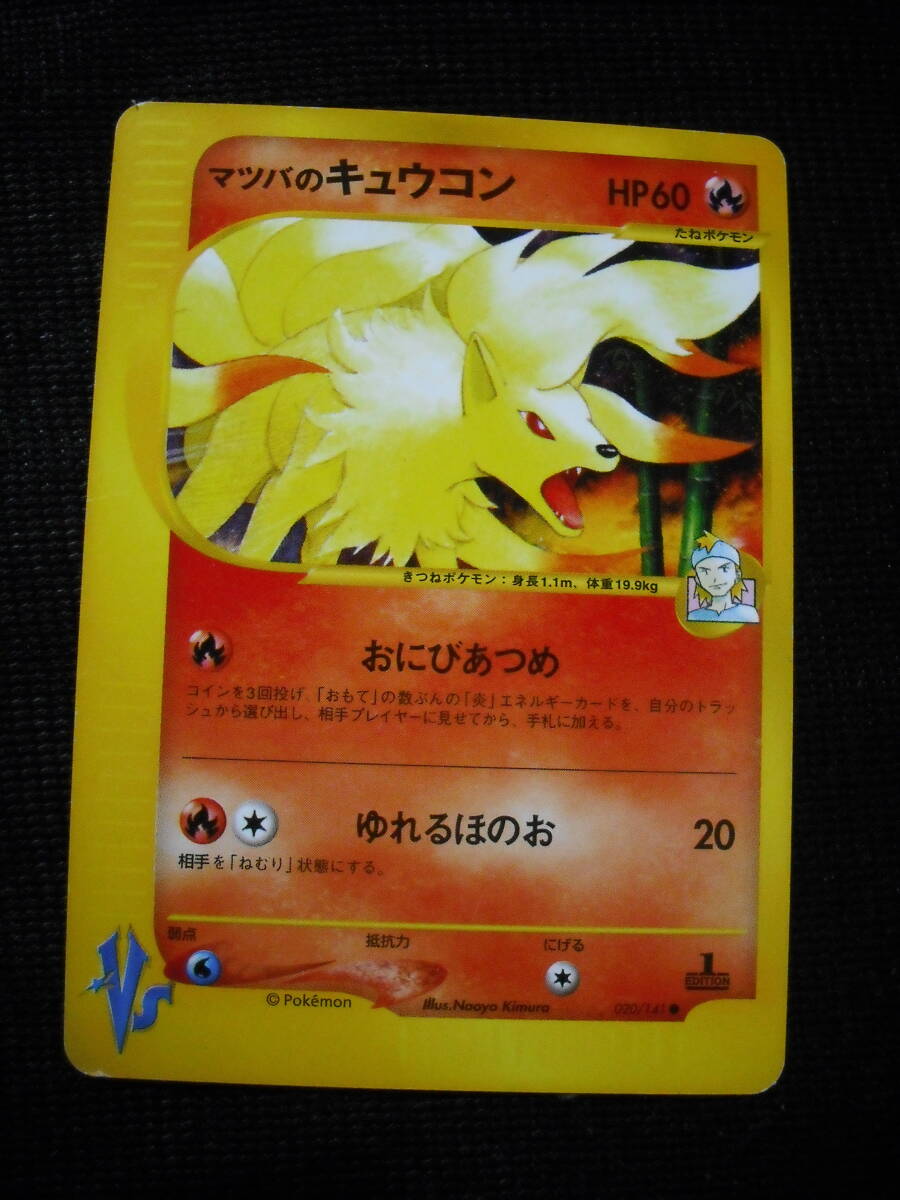 マツバのキュウコン HP60
たねポケモン
きつねポケモン：身長1.1m、体重19.9kg
おにびあつめ
コインを3回投げ、「おもて」の数ぶんの「炎」エネルギーカードを、自分のトラッ
シュから選び出し、相手プレイヤーに見せてから、手札に加える。
ゆれるほのお 20
相手を「ねむり」状態にする。
弱点 抵抗力 にげる
1
EDITION
VS
© Pokémon Illus.Naoyo Kimura 020/141